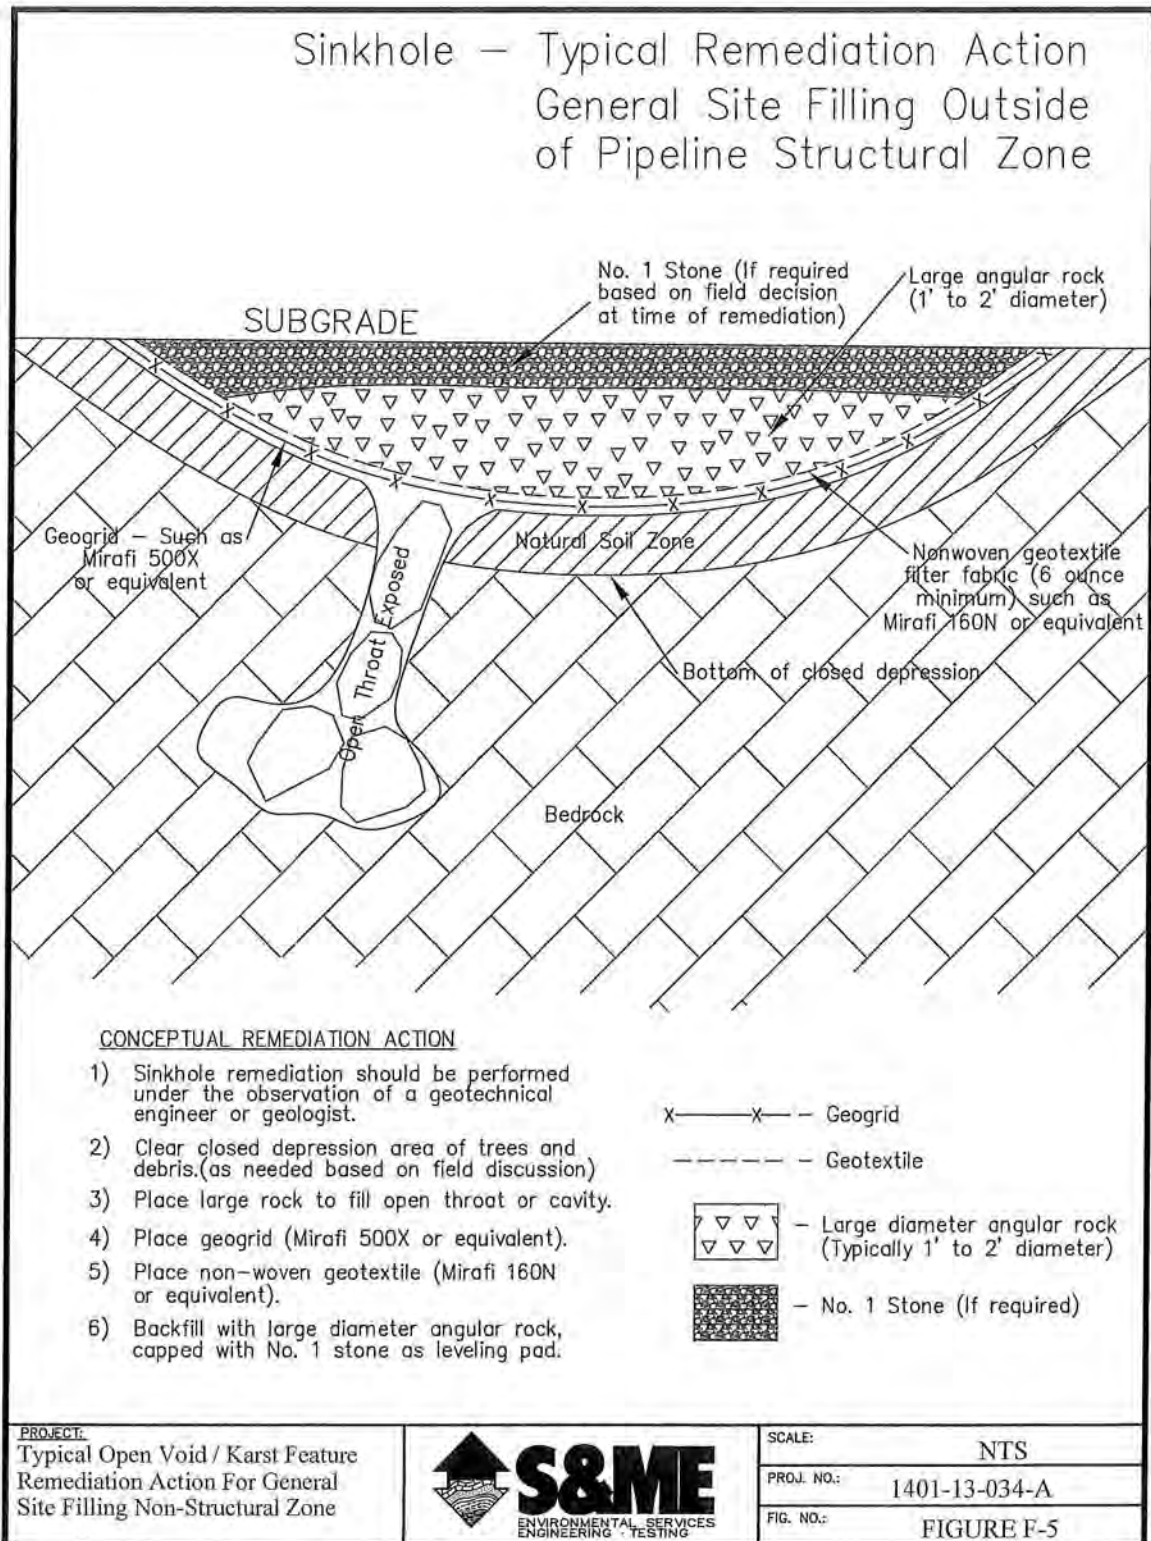 Sinkhole – Typical Remediation Action
General Site Filling Outside
of Pipeline Structural Zone
No. 1 Stone (If required
based on field decision
at time of remediation)
Large angular rock
(1' to 2' diameter)
SUBGRADE
Geogrid – Such as
Mirafi 500X
or equivalent
Natural Soil Zone
Nonwoven geotextile
filter fabric (6 ounce
minimum) such as
Mirafi 160N or equivalent
Open Throat Exposed
Bottom of closed depression
Bedrock
CONCEPTUAL REMEDIATION ACTION
1) Sinkhole remediation should be performed
under the observation of a geotechnical
engineer or geologist.
2) Clear closed depression area of trees and
debris.(as needed based on field discussion)
3) Place large rock to fill open throat or cavity.
4) Place geogrid (Mirafi 500X or equivalent).
5) Place non-woven geotextile (Mirafi 160N
or equivalent).
6) Backfill with large diameter angular rock,
capped with No. 1 stone as leveling pad.
X X – Geogrid
– Geotextile
– Large diameter angular rock
(Typically 1' to 2' diameter)
– No. 1 Stone (If required)
PROJECT:
Typical Open Void / Karst Feature
Remediation Action For General
Site Filling Non-Structural Zone
S&ME
ENVIRONMENTAL SERVICES
ENGINEERING · TESTING
SCALE: NTS
PROJ. NO.: 1401-13-034-A
FIG. NO.: FIGURE F-5